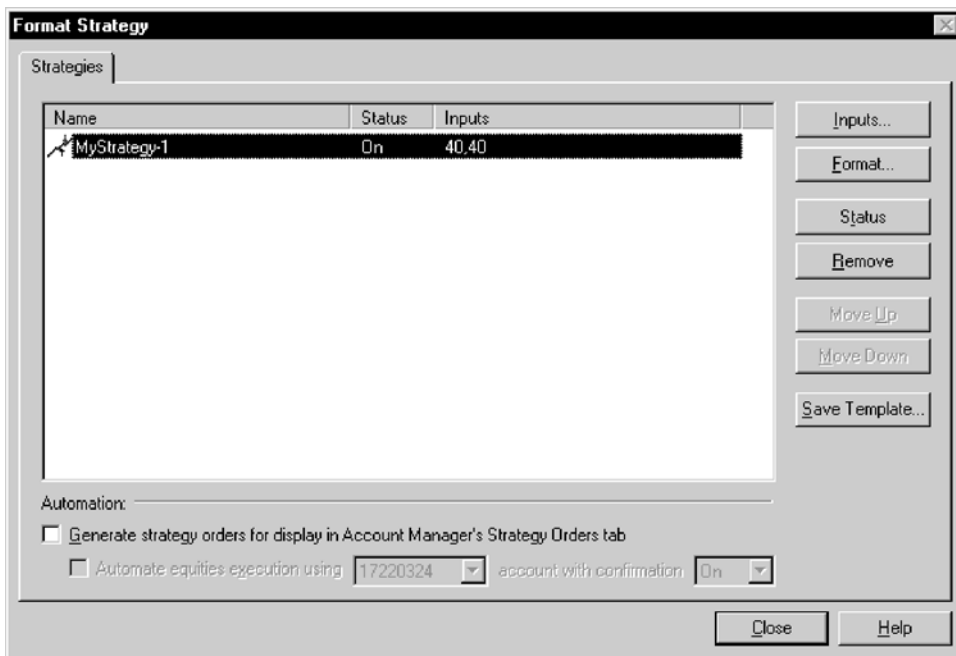 Format Strategy
Strategies
Name Status Inputs
MyStrategy-1 On 40,40
Inputs...
Format...
Status
Remove
Move Up
Move Down
Save Template...
Automation:
Generate strategy orders for display in Account Manager's Strategy Orders tab
Automate equities execution using 17220324 account with confirmation On
Close Help